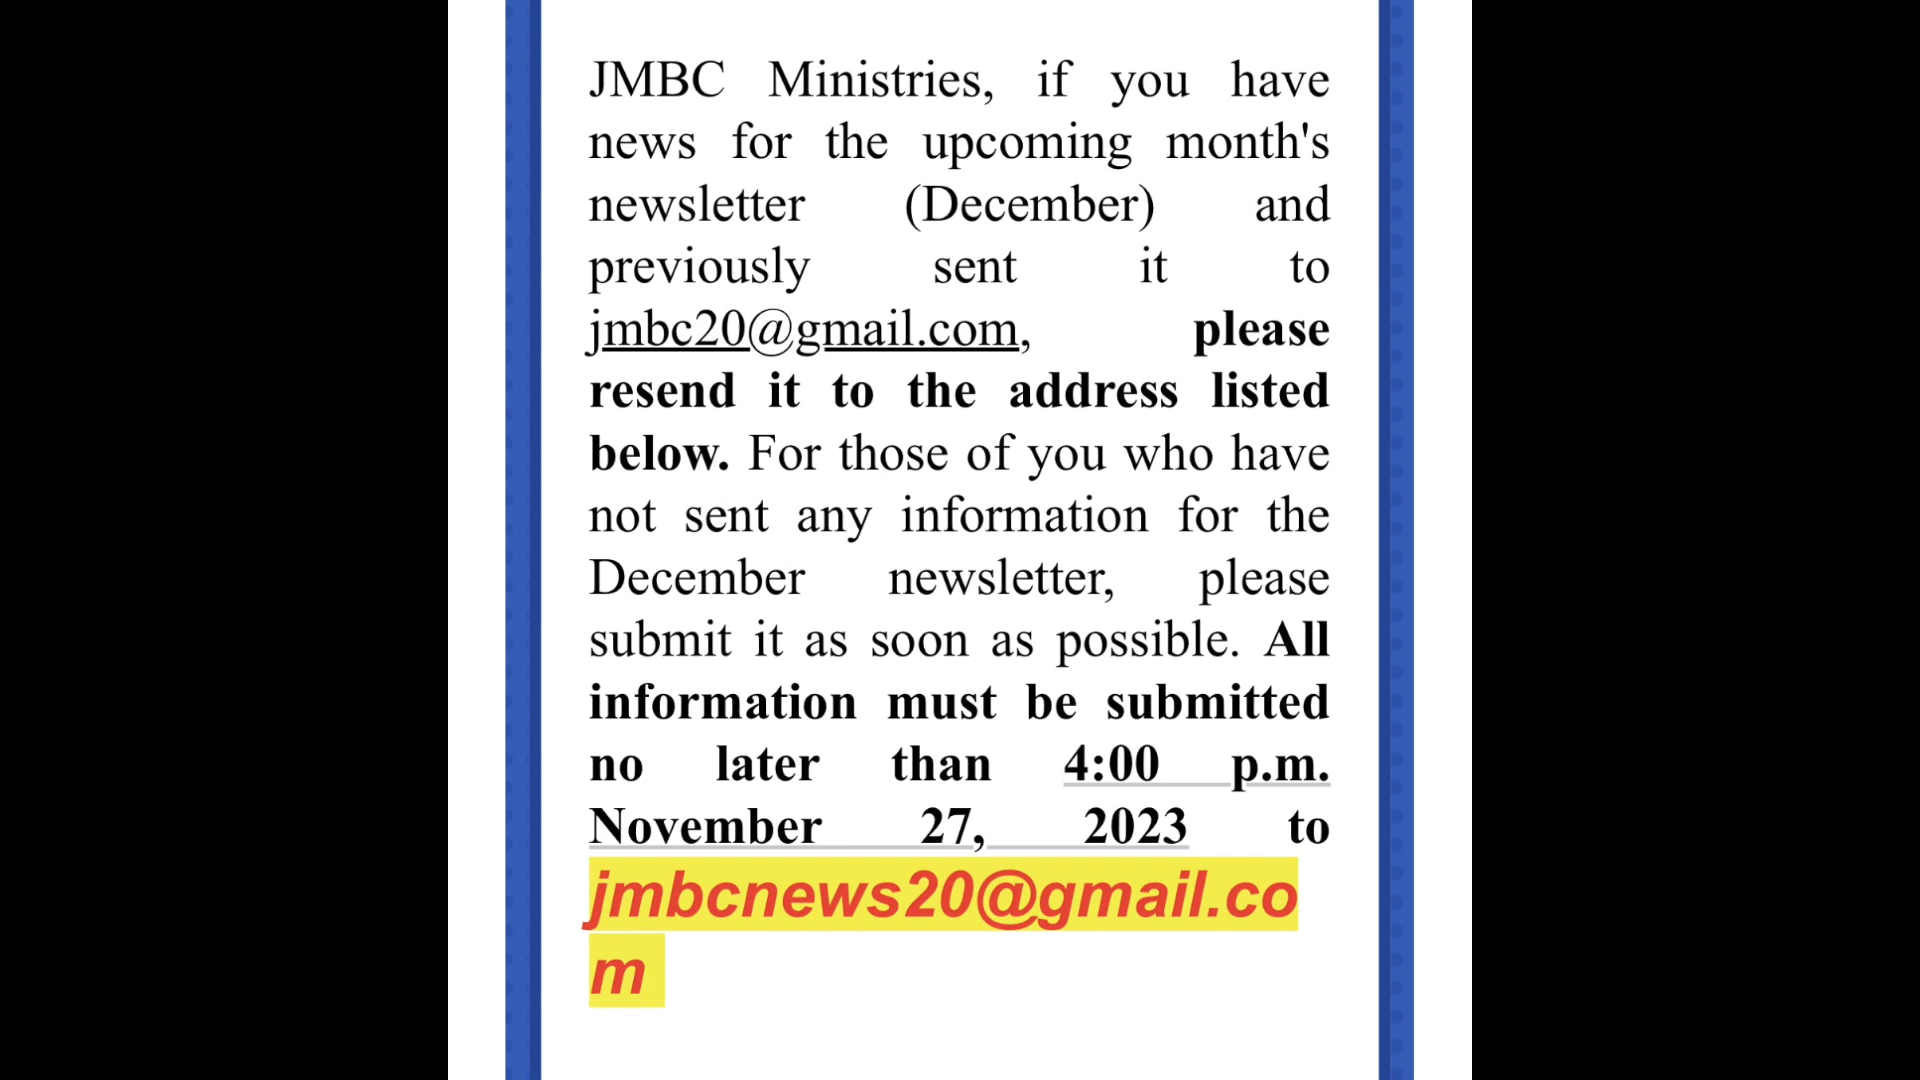 JMBC Ministries, if you have
news for the upcoming month's
newsletter (December) and
previously sent it to
jmbc20@gmail.com, please
resend it to the address listed
below. For those of you who have
not sent any information for the
December newsletter, please
submit it as soon as possible. All
information must be submitted
no later than 4:00 p.m.
November 27, 2023 to
jmbcnews20@gmail.co
m